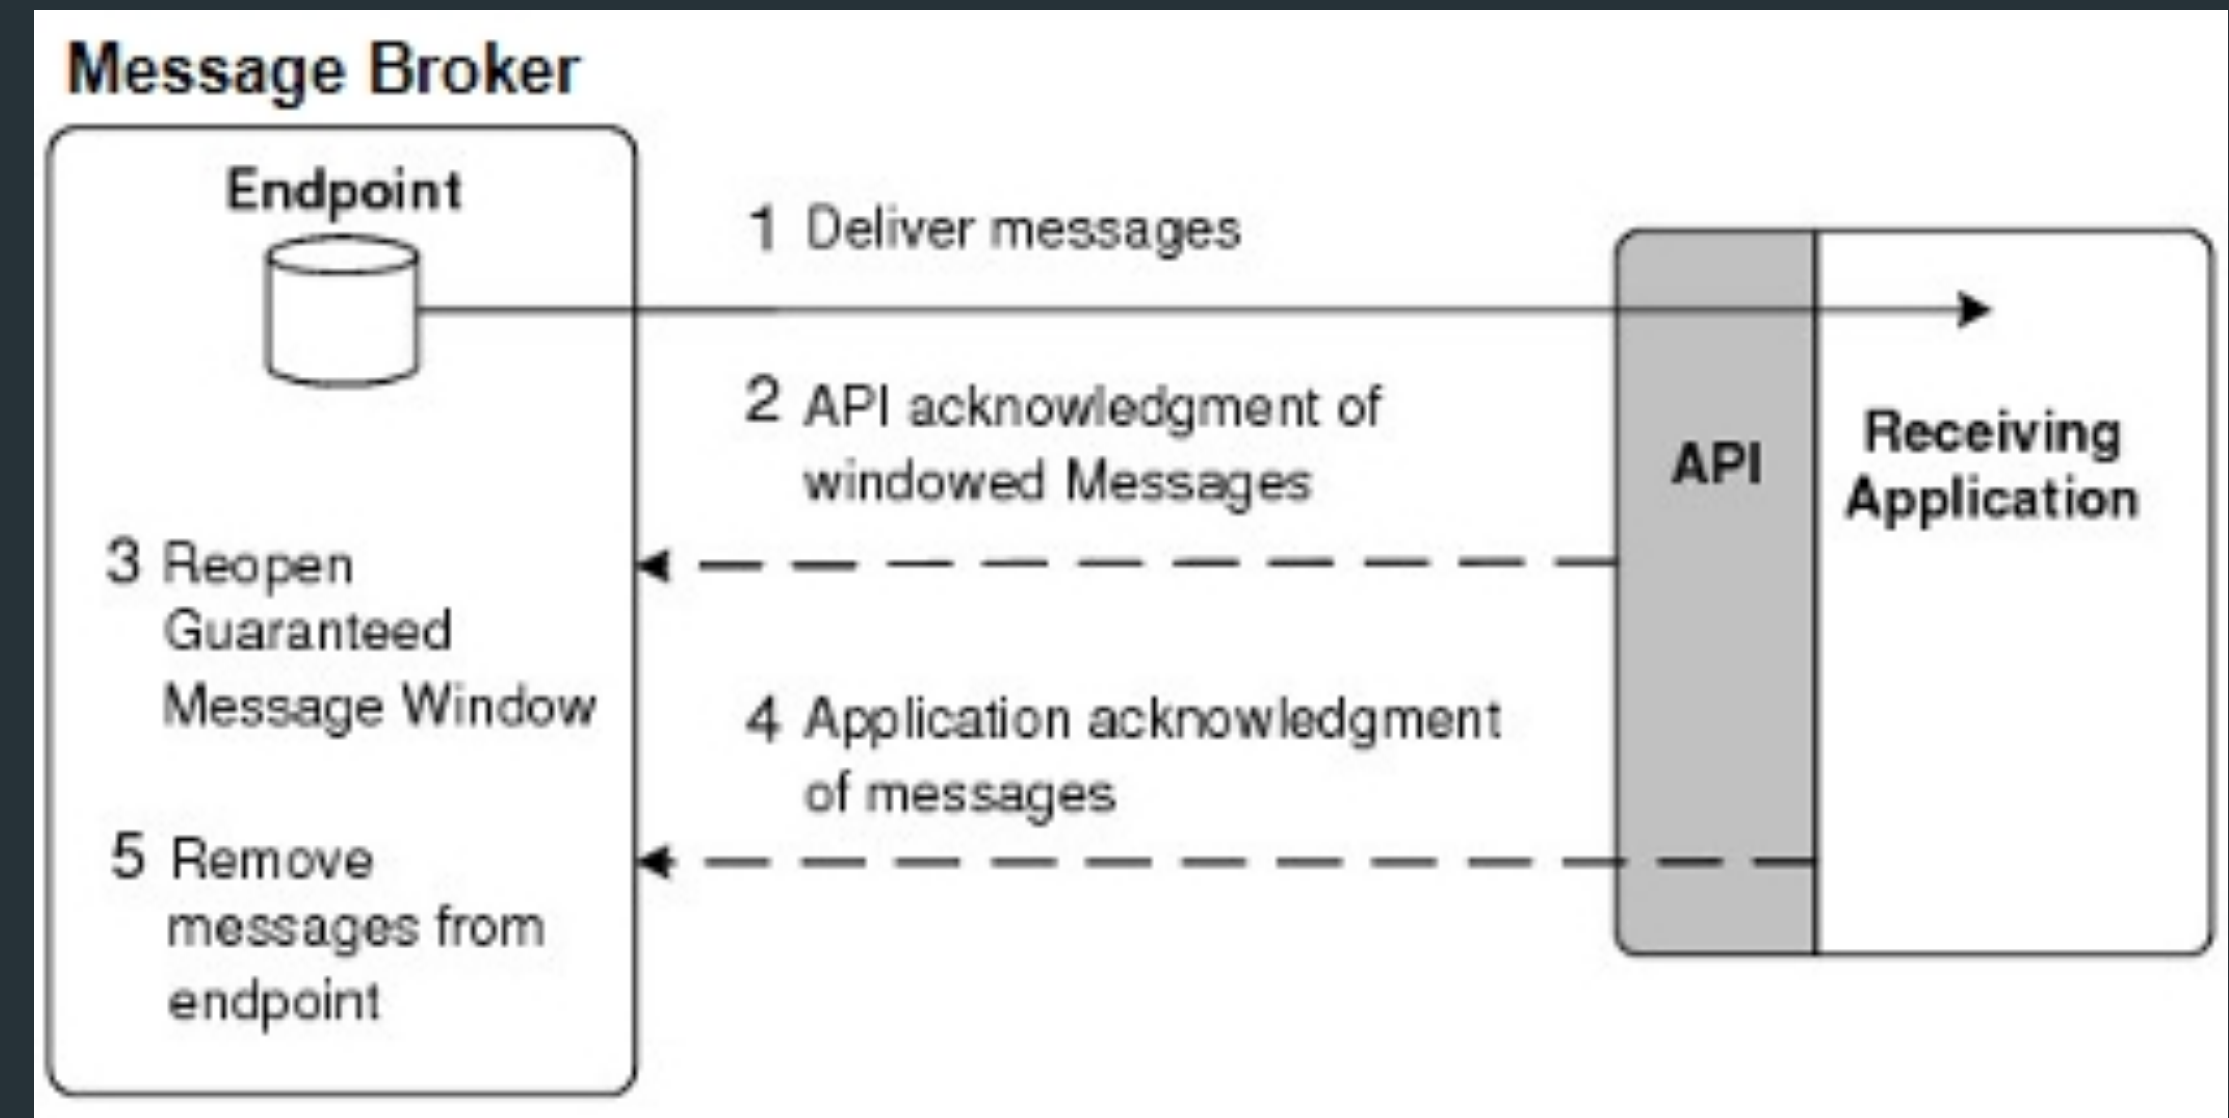 Message Broker
Endpoint
1 Deliver messages
2 API acknowledgment of
windowed Messages
API
Receiving
Application
3 Reopen
Guaranteed
Message Window
4 Application acknowledgment
of messages
5 Remove
messages from
endpoint